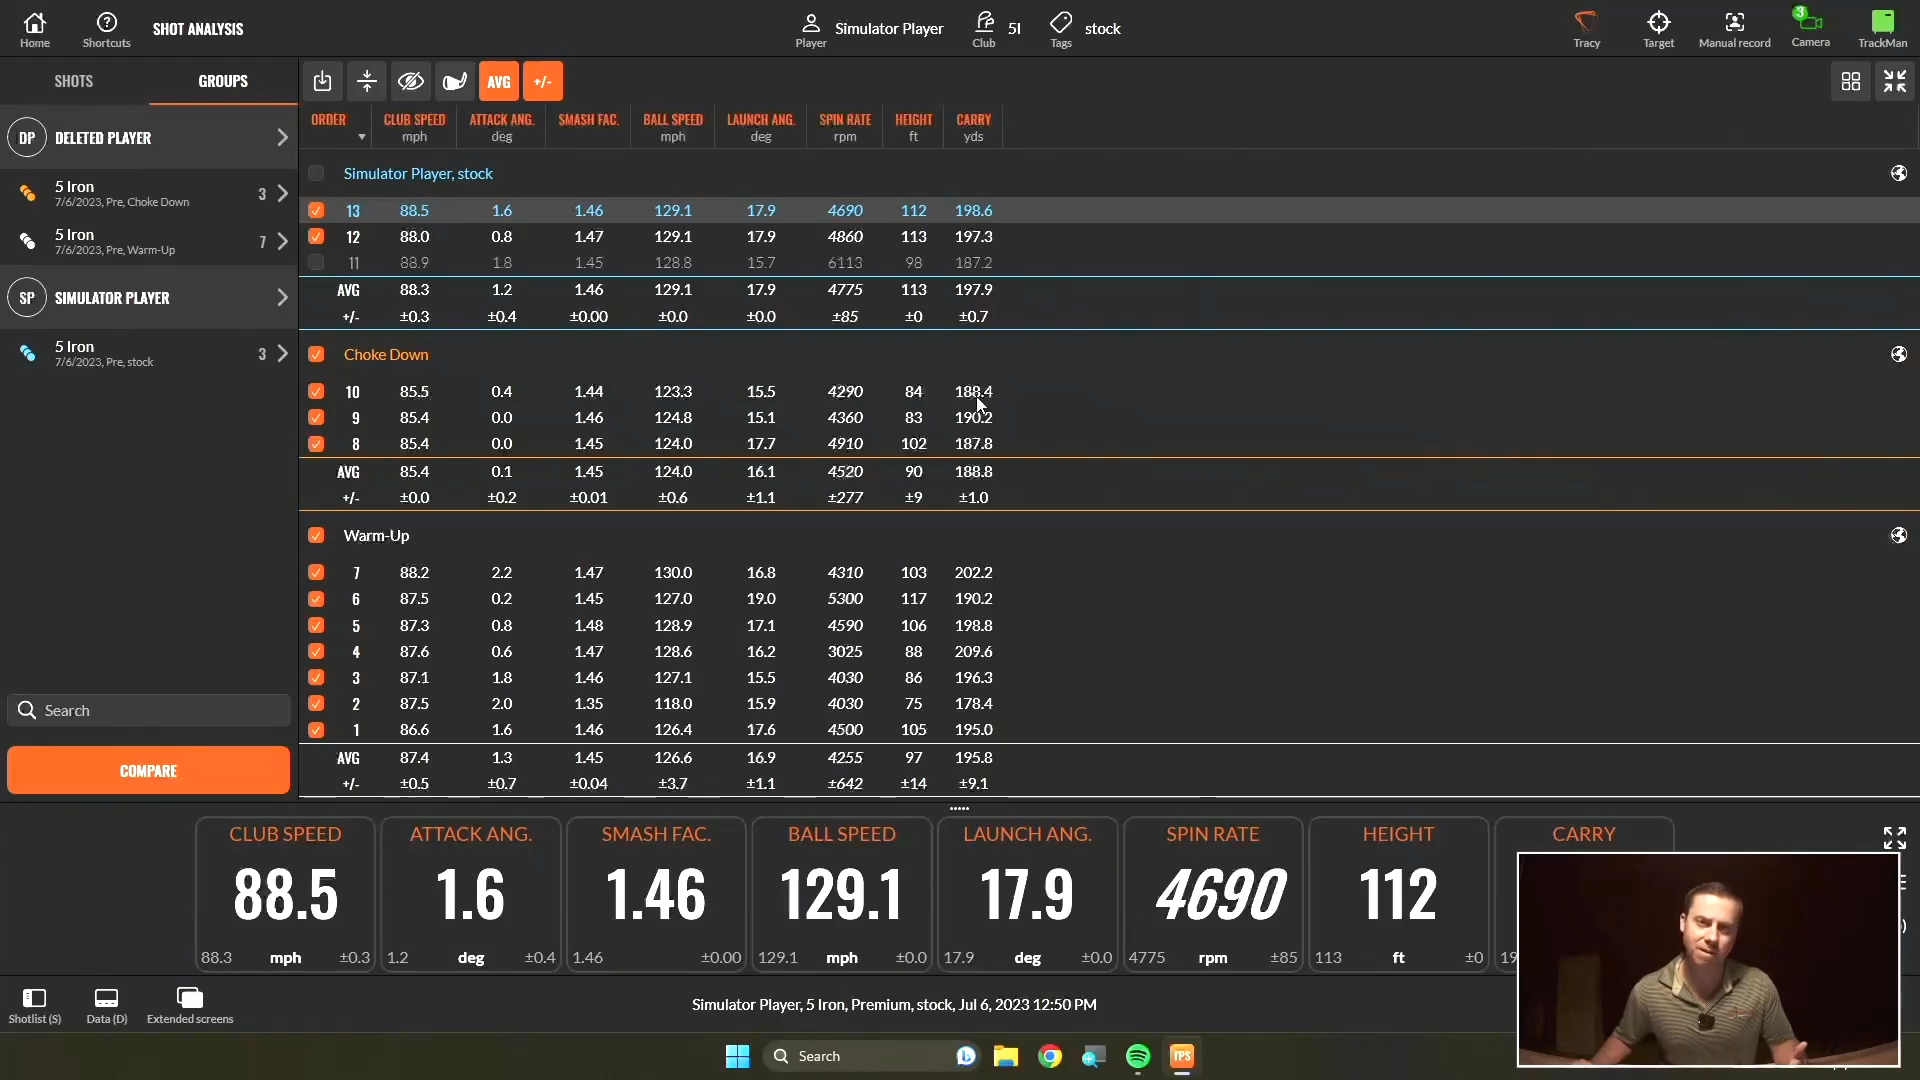 Home
Shortcuts
SHOT ANALYSIS
Player
Simulator Player
Club
5I
Tags
stock
Tracy
Target
Manual record
3
Camera
TrackMan
SHOTS
GROUPS
AVG
+/-
DP
DELETED PLAYER
5 Iron
7/6/2023, Pre, Choke Down
3
5 Iron
7/6/2023, Pre, Warm-Up
7
SP
SIMULATOR PLAYER
5 Iron
7/6/2023, Pre, stock
3
Search
COMPARE
ORDER CLUB SPEED ATTACK ANG. SMASH FAC. BALL SPEED LAUNCH ANG. SPIN RATE HEIGHT CARRY
mph deg mph deg rpm ft yds
Simulator Player, stock
13 88.5 1.6 1.46 129.1 17.9 4690 112 198.6
12 88.0 0.8 1.47 129.1 17.9 4860 113 197.3
11 88.9 1.8 1.45 128.8 15.7 6113 98 187.2
AVG 88.3 1.2 1.46 129.1 17.9 4775 113 197.9
+/- ±0.3 ±0.4 ±0.00 ±0.0 ±0.0 ±85 ±0 ±0.7
Choke Down
10 85.5 0.4 1.44 123.3 15.5 4290 84 188.4
9 85.4 0.0 1.46 124.8 15.1 4360 83 190.2
8 85.4 0.0 1.45 124.0 17.7 4910 102 187.8
AVG 85.4 0.1 1.45 124.0 16.1 4520 90 188.8
+/- ±0.0 ±0.2 ±0.01 ±0.6 ±1.1 ±277 ±9 ±1.0
Warm-Up
7 88.2 2.2 1.47 130.0 16.8 4310 103 202.2
6 87.5 0.2 1.45 127.0 19.0 5300 117 190.2
5 87.3 0.8 1.48 128.9 17.1 4590 106 198.8
4 87.6 0.6 1.47 128.6 16.2 3025 88 209.6
3 87.1 1.8 1.46 127.1 15.5 4030 86 196.3
2 87.5 2.0 1.35 118.0 15.9 4030 75 178.4
1 86.6 1.6 1.46 126.4 17.6 4500 105 195.0
AVG 87.4 1.3 1.45 126.6 16.9 4255 97 195.8
+/- ±0.5 ±0.7 ±0.04 ±3.7 ±1.1 ±642 ±14 ±9.1
CLUB SPEED ATTACK ANG. SMASH FAC. BALL SPEED LAUNCH ANG. SPIN RATE HEIGHT CARRY
88.5 1.6 1.46 129.1 17.9 4690 112
88.3 mph ±0.3 1.2 deg ±0.4 1.46 ±0.00 129.1 mph ±0.0 17.9 deg ±0.0 4775 rpm ±85 113 ft ±0 19
Shotlist (S)
Data (D)
Extended screens
Simulator Player, 5 Iron, Premium, stock, Jul 6, 2023 12:50 PM
Search
TPS